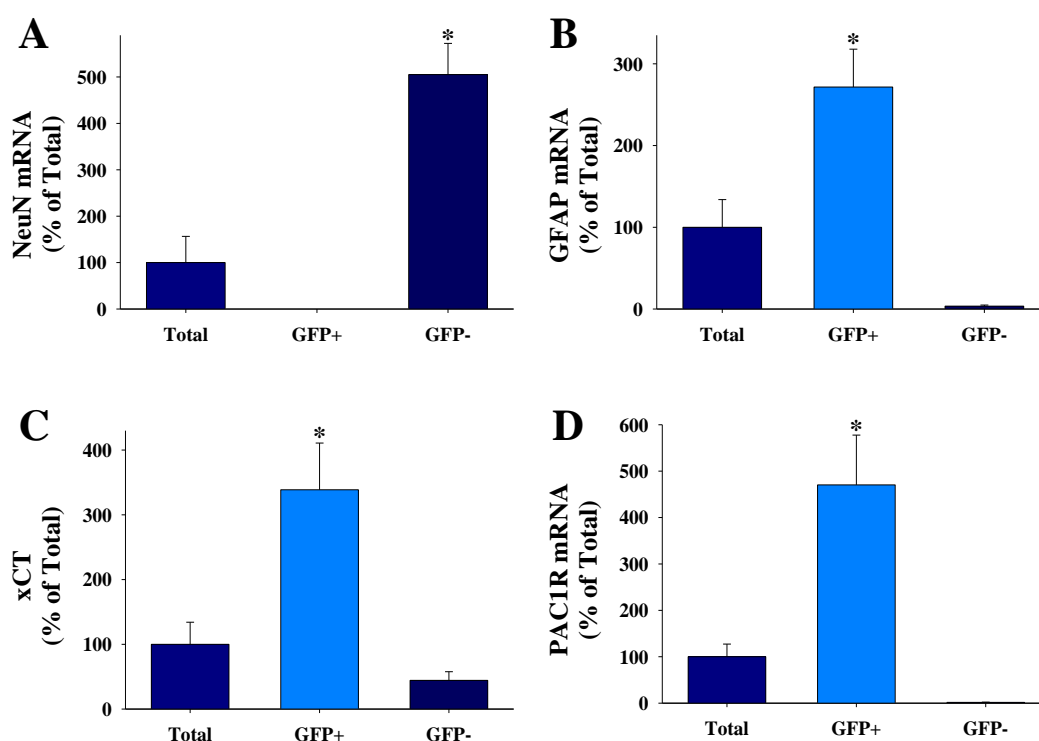 A
NeuN mRNA
(% of Total)
500
400
300
200
100
0
*
Total GFP+ GFP-
B
GFAP mRNA
(% of Total)
300
200
100
0
*
Total GFP+ GFP-
C
xCT
(% of Total)
400
300
200
100
0
*
Total GFP+ GFP-
D
PAC1R mRNA
(% of Total)
600
500
400
300
200
100
0
*
Total GFP+ GFP-